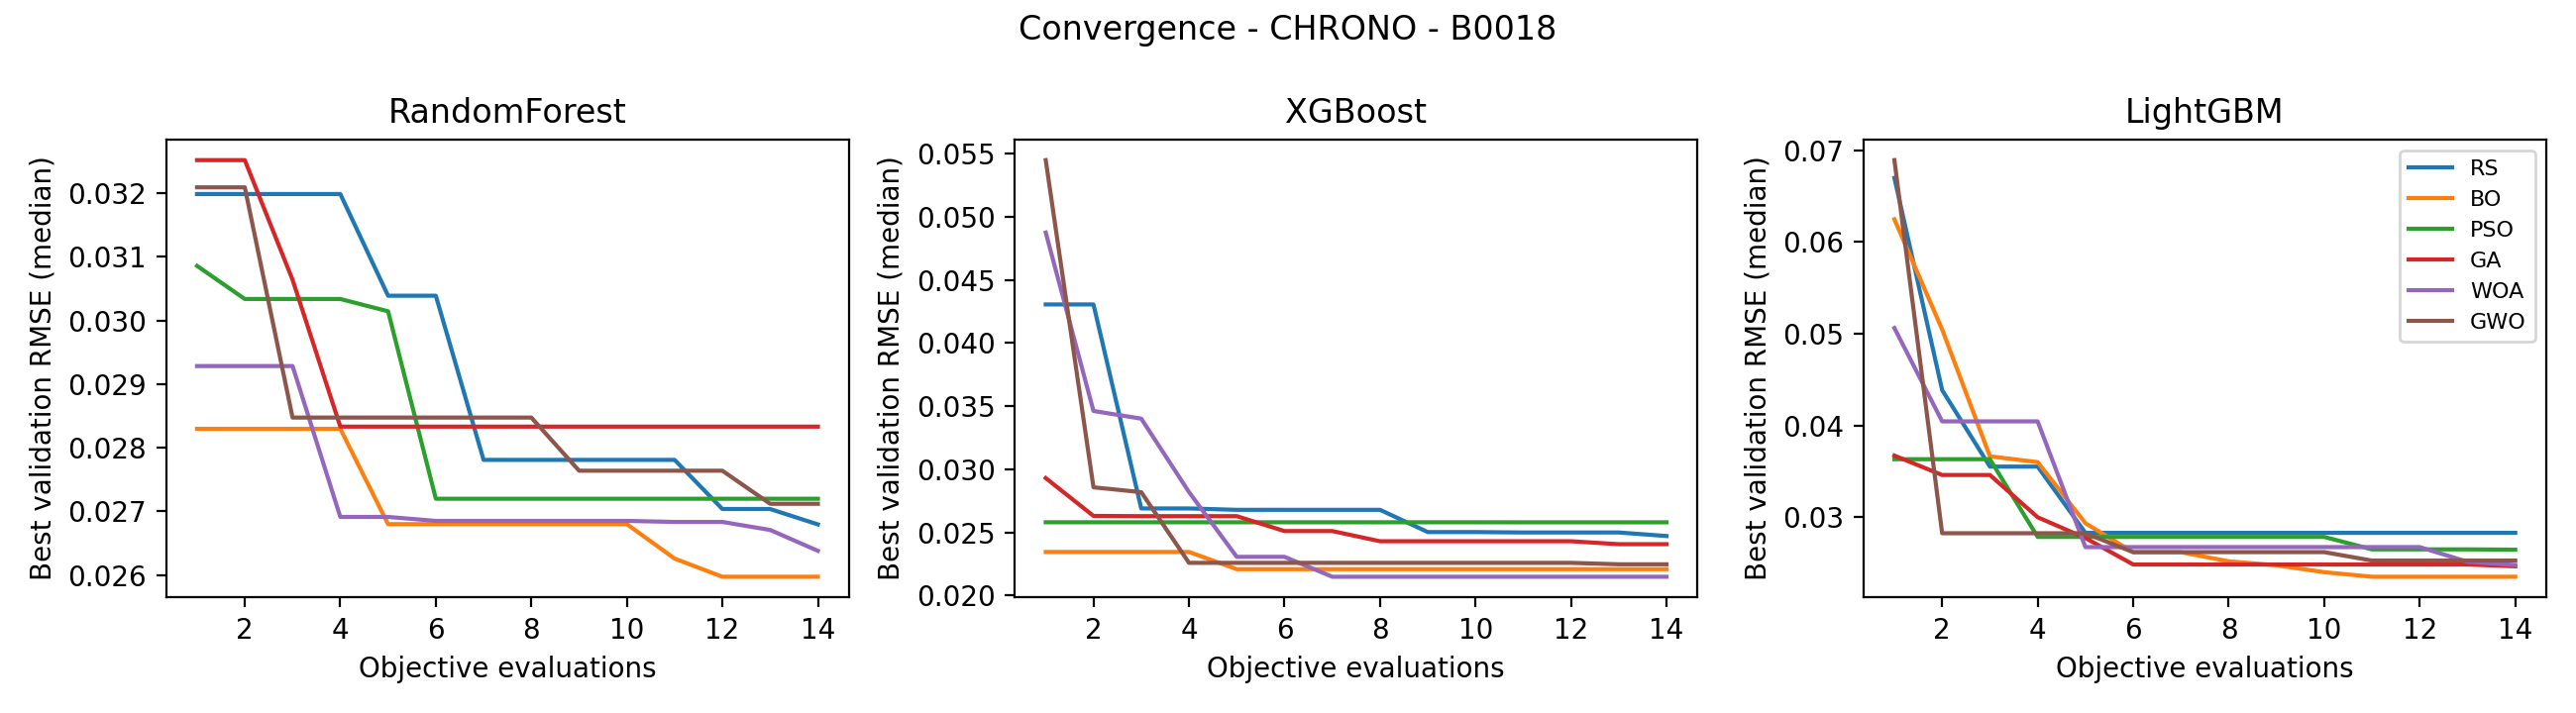 Convergence - CHRONO - B0018
RandomForest
Best validation RMSE (median)
0.032
0.031
0.030
0.029
0.028
0.027
0.026
2 4 6 8 10 12 14
Objective evaluations
XGBoost
Best validation RMSE (median)
0.055
0.050
0.045
0.040
0.035
0.030
0.025
0.020
2 4 6 8 10 12 14
Objective evaluations
LightGBM
Best validation RMSE (median)
0.07
0.06
0.05
0.04
0.03
2 4 6 8 10 12 14
Objective evaluations
RS
BO
PSO
GA
WOA
GWO